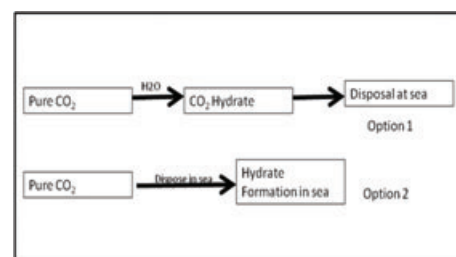 H2O
Pure CO₂
CO₂ Hydrate
Disposal at sea
Option 1
Pure CO₂
Dispose in sea
Hydrate
Formation in sea
Option 2